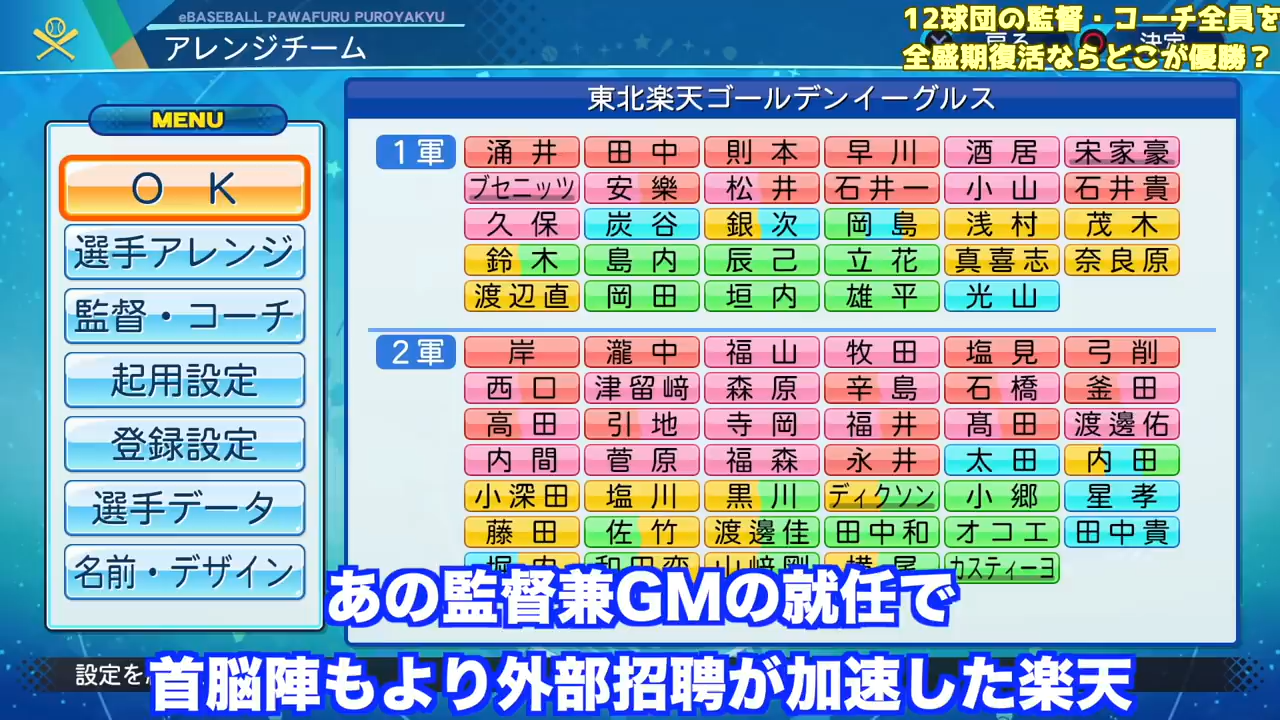 eBASEBALL PAWAFURU PUROYAKYU
アレンジチーム
12球団の監督・コーチ全員を
全盛期復活ならどこが優勝?
戻る 決定
MENU
OK
選手アレンジ
監督・コーチ
起用設定
登録設定
選手データ
名前・デザイン
東北楽天ゴールデンイーグルス
1軍 涌井 田中 則本 早川 酒居 宋家豪
ブセニッツ 安樂 松井 石井一 小山 石井貴
久保 炭谷 銀次 岡島 浅村 茂木
鈴木 島内 辰己 立花 真喜志 奈良原
渡辺直 岡田 垣内 雄平 光山
2軍 岸 瀧中 福山 牧田 塩見 弓削
西口 津留﨑 森原 辛島 石橋 釜田
高田 引地 寺岡 福井 髙田 渡邊佑
内間 菅原 福森 永井 太田 内田
小深田 塩川 黒川 ディクソン 小郷 星孝
藤田 佐竹 渡邊佳 田中和 オコエ 田中貴
堀内 和田恋 山﨑剛 横尾 カスティーヨ
あの監督兼GMの就任で
設定を
首脳陣もより外部招聘が加速した楽天